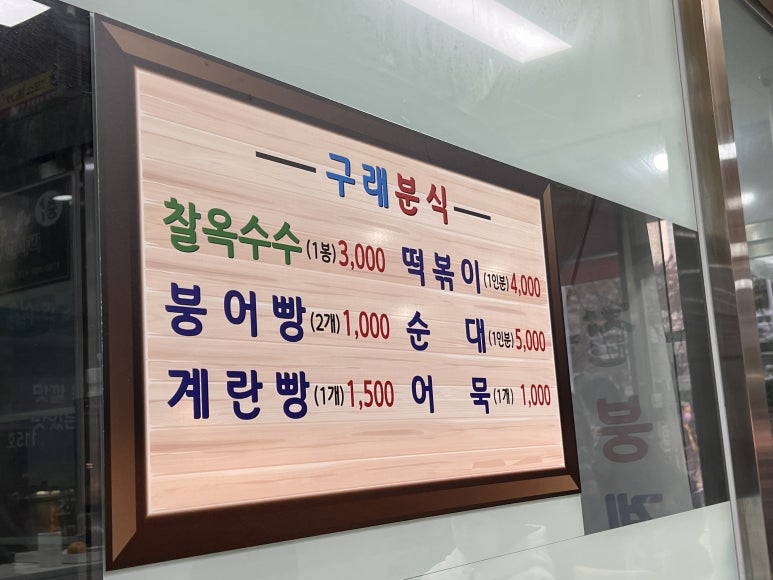 구래분식
찰옥수수 (1봉) 3,000
붕어빵 (2개) 1,000
계란빵 (1개) 1,500
떡볶이 (1인분) 4,000
순대 (1인분) 5,000
어묵 (1개) 1,000
붕